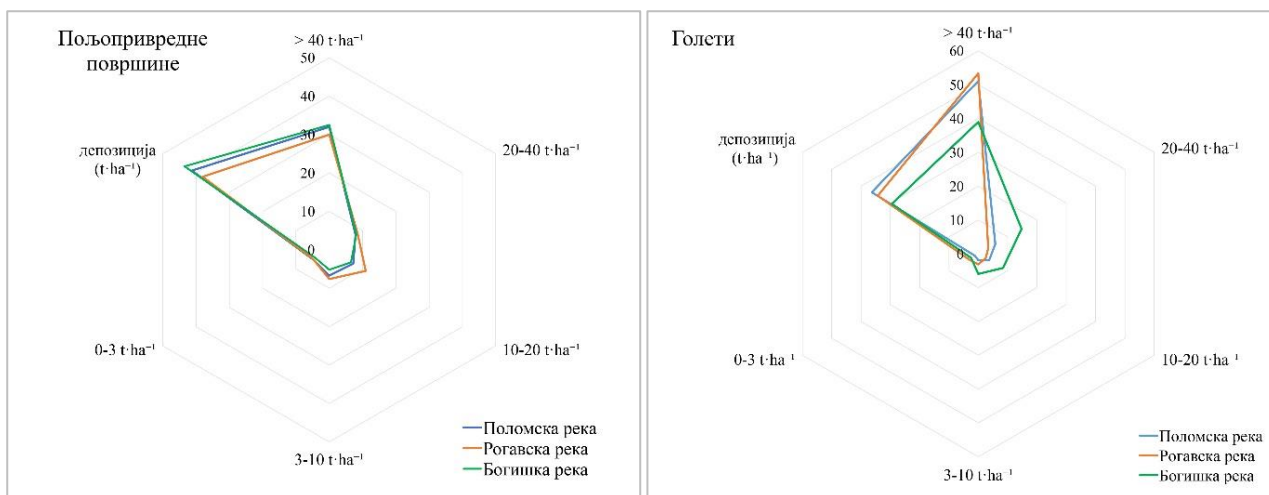 Пољопривредне
површине
> 40 t·ha⁻¹
50
40
30
20
10
0
20-40 t·ha⁻¹
10-20 t·ha⁻¹
3-10 t·ha⁻¹
0-3 t·ha⁻¹
депозиција
(t·ha⁻¹)
Поломска река
Рогавска река
Богишка река
Голети
> 40 t·ha⁻¹
60
50
40
30
20
10
0
20-40 t·ha⁻¹
10-20 t·ha⁻¹
3-10 t·ha⁻¹
0-3 t·ha⁻¹
депозиција
(t·ha⁻¹)
Поломска река
Рогавска река
Богишка река